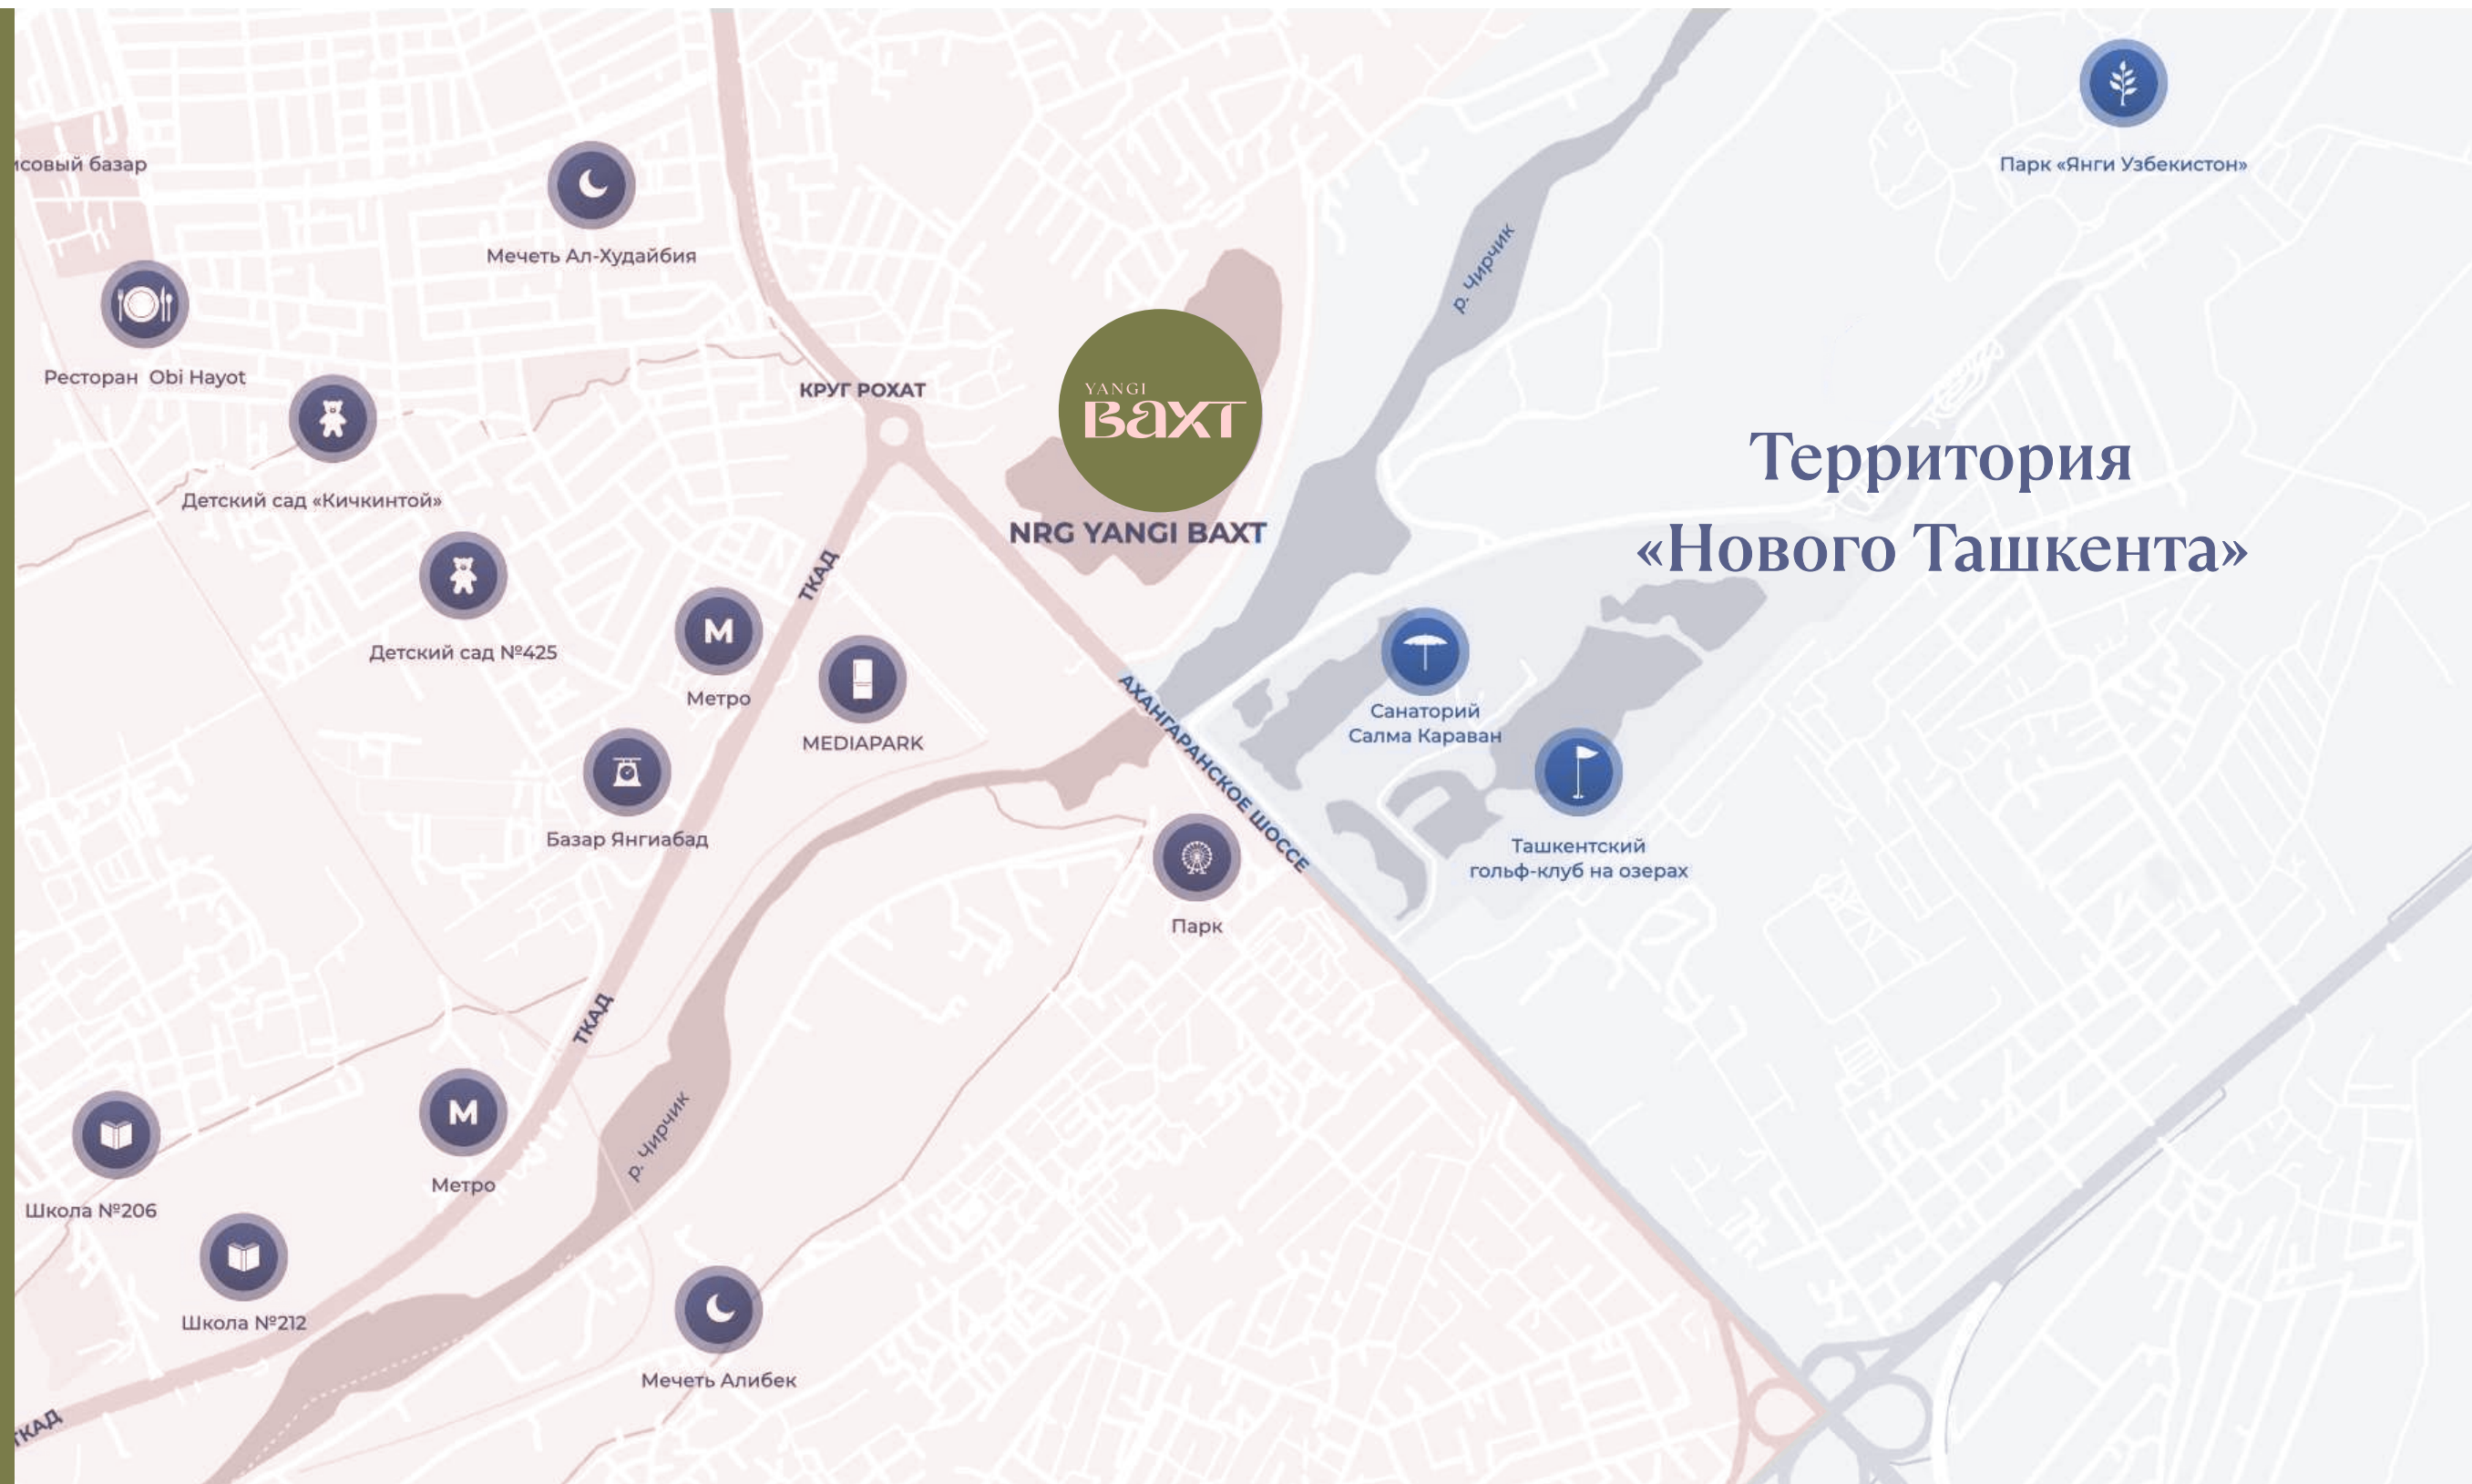 Парк «Янги Узбекистон»
исовый базар
Мечеть Ал-Худайбия
р. Чирчик
Ресторан Obi Hayot
КРУГ РОХАТ
YANGI
BAXT
NRG YANGI BAXT
Территория
«Нового Ташкента»
Детский сад «Кичкинтой»
ТКАД
Детский сад №425
М
Метро
MEDIAPARK
АХАНГАРАНСКОЕ ШОССЕ
Санаторий
Салма Караван
Базар Янгиабад
Ташкентский
гольф-клуб на озерах
Парк
ТКАД
М
Метро
р. Чирчик
Школа №206
Школа №212
Мечеть Алибек
ТКАД